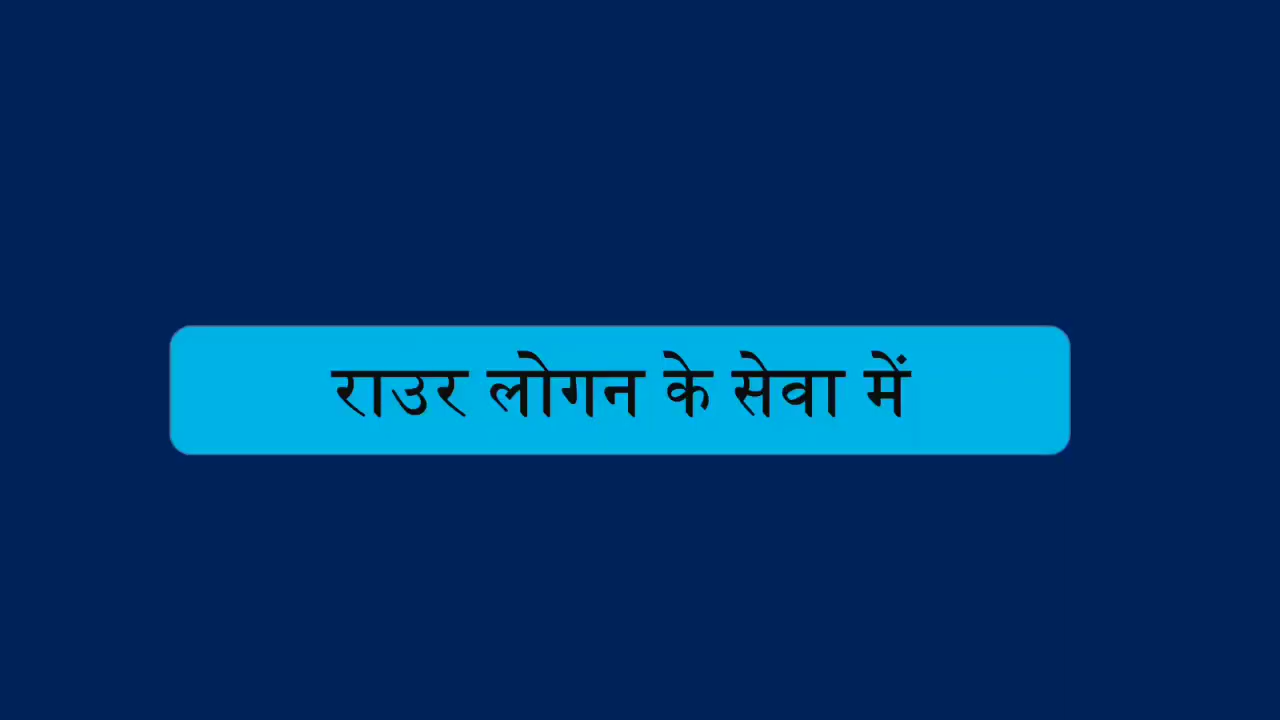 राउर लोगन के सेवा में